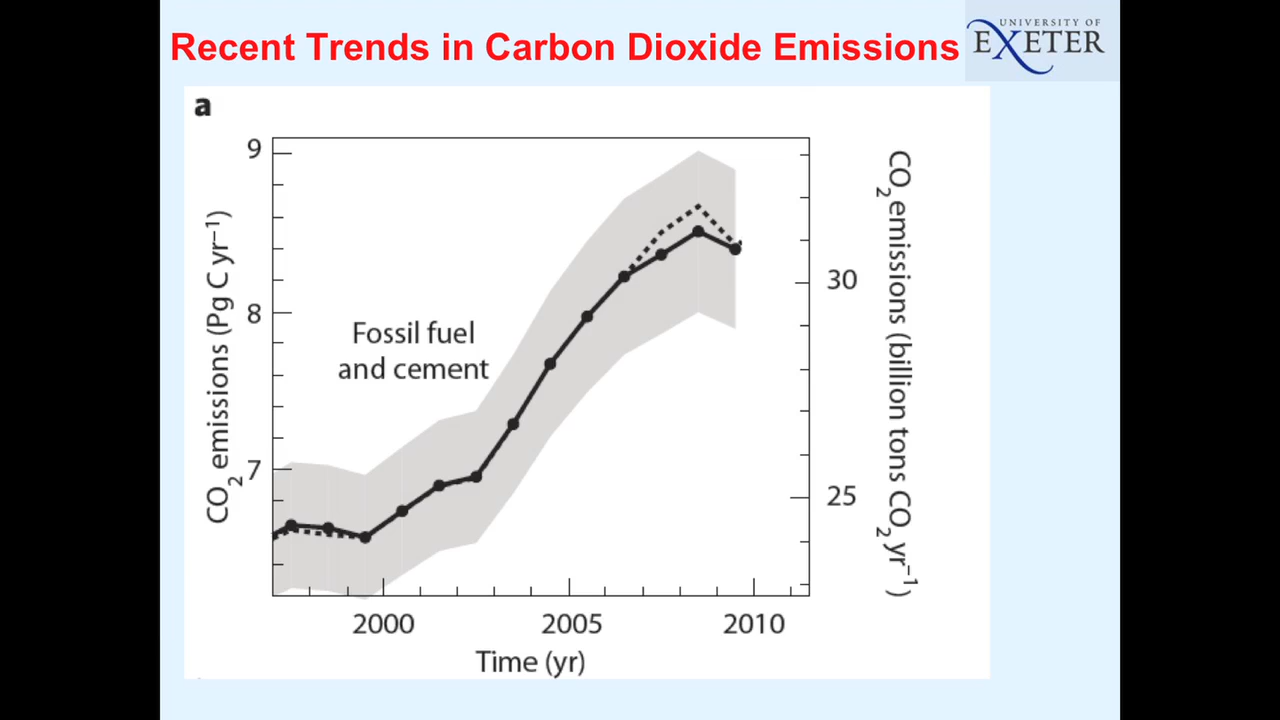 Recent Trends in Carbon Dioxide Emissions
UNIVERSITY OF
EXETER
a
9
8
7
CO2 emissions (Pg C yr–1)
Fossil fuel
and cement
30
25
CO2 emissions (billion tons CO2 yr–1)
2000 2005 2010
Time (yr)